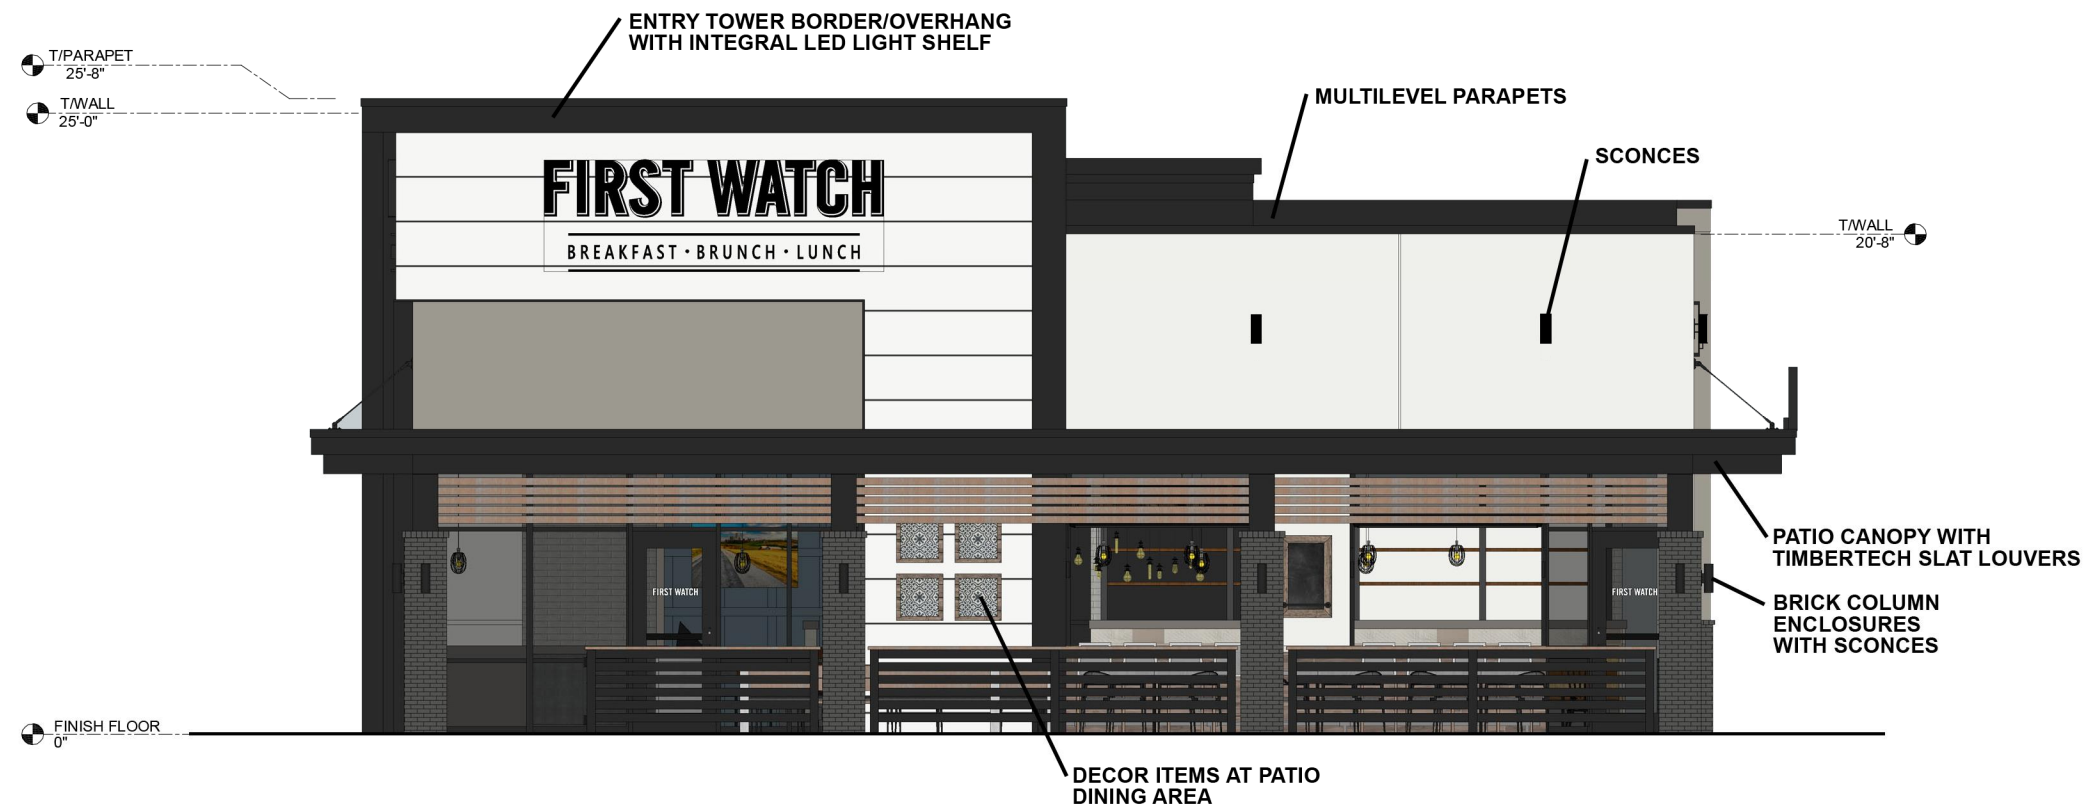 ENTRY TOWER BORDER/OVERHANG
WITH INTEGRAL LED LIGHT SHELF
T/PARAPET
25'-8"
T/WALL
25'-0"
MULTILEVEL PARAPETS
SCONCES
FIRST WATCH
BREAKFAST • BRUNCH • LUNCH
T/WALL
20'-8"
PATIO CANOPY WITH
TIMBERTECH SLAT LOUVERS
FIRST WATCH
FIRST WATCH
BRICK COLUMN
ENCLOSURES
WITH SCONCES
FINISH FLOOR
0"
DECOR ITEMS AT PATIO
DINING AREA